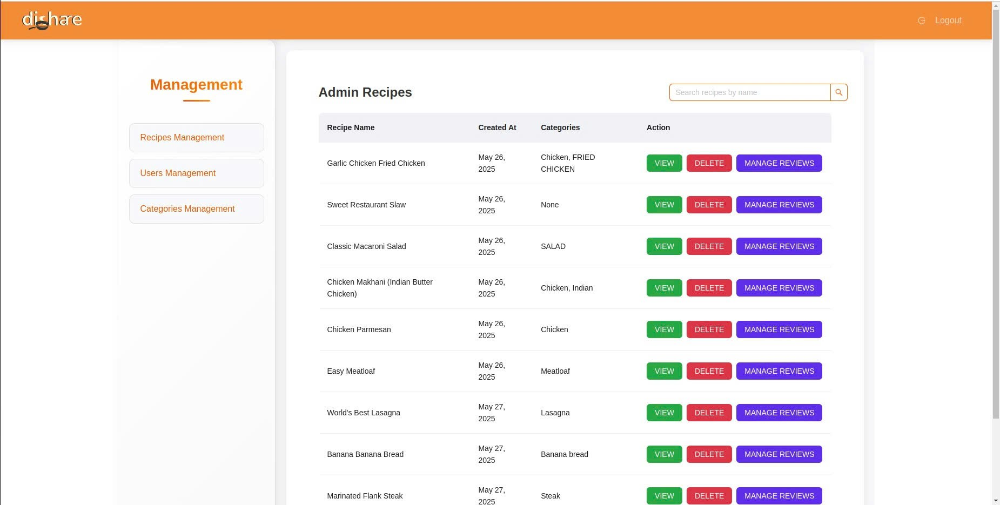 dishare
Logout
Management
Recipes Management
Users Management
Categories Management
Admin Recipes
Search recipes by name
Recipe Name Created At Categories Action
Garlic Chicken Fried Chicken May 26, 2025 Chicken, FRIED CHICKEN VIEW DELETE MANAGE REVIEWS
Sweet Restaurant Slaw May 26, 2025 None VIEW DELETE MANAGE REVIEWS
Classic Macaroni Salad May 26, 2025 SALAD VIEW DELETE MANAGE REVIEWS
Chicken Makhani (Indian Butter Chicken) May 26, 2025 Chicken, Indian VIEW DELETE MANAGE REVIEWS
Chicken Parmesan May 26, 2025 Chicken VIEW DELETE MANAGE REVIEWS
Easy Meatloaf May 26, 2025 Meatloaf VIEW DELETE MANAGE REVIEWS
World's Best Lasagna May 27, 2025 Lasagna VIEW DELETE MANAGE REVIEWS
Banana Banana Bread May 27, 2025 Banana bread VIEW DELETE MANAGE REVIEWS
Marinated Flank Steak May 27, 2025 Steak VIEW DELETE MANAGE REVIEWS